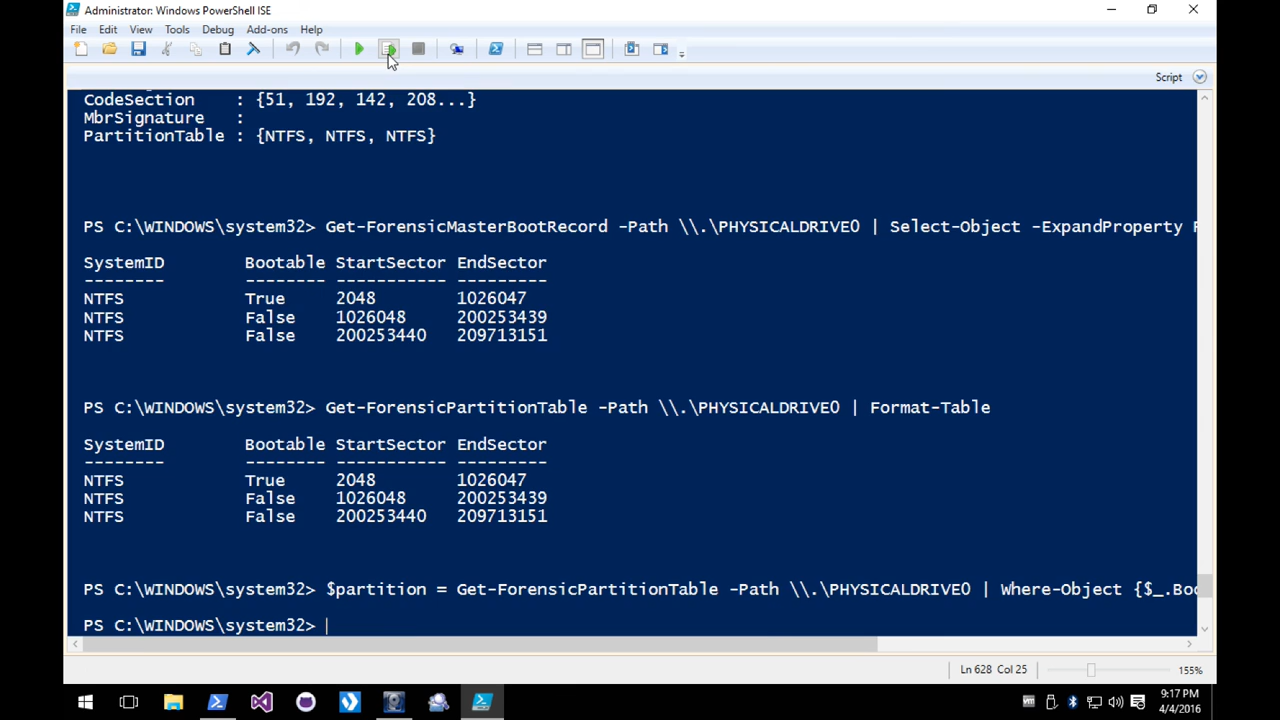 Administrator: Windows PowerShell ISE
File Edit View Tools Debug Add-ons Help
Script
CodeSection : {51, 192, 142, 208...}
MbrSignature :
PartitionTable : {NTFS, NTFS, NTFS}
PS C:\WINDOWS\system32> Get-ForensicMasterBootRecord -Path \\.\PHYSICALDRIVE0 | Select-Object -ExpandProperty
SystemID Bootable StartSector EndSector
-------- -------- ----------- ---------
NTFS True 2048 1026047
NTFS False 1026048 200253439
NTFS False 200253440 209713151
PS C:\WINDOWS\system32> Get-ForensicPartitionTable -Path \\.\PHYSICALDRIVE0 | Format-Table
SystemID Bootable StartSector EndSector
-------- -------- ----------- ---------
NTFS True 2048 1026047
NTFS False 1026048 200253439
NTFS False 200253440 209713151
PS C:\WINDOWS\system32> $partition = Get-ForensicPartitionTable -Path \\.\PHYSICALDRIVE0 | Where-Object {$_.Boo
PS C:\WINDOWS\system32>
Ln 628 Col 25 155%
vm 9:17 PM
4/4/2016